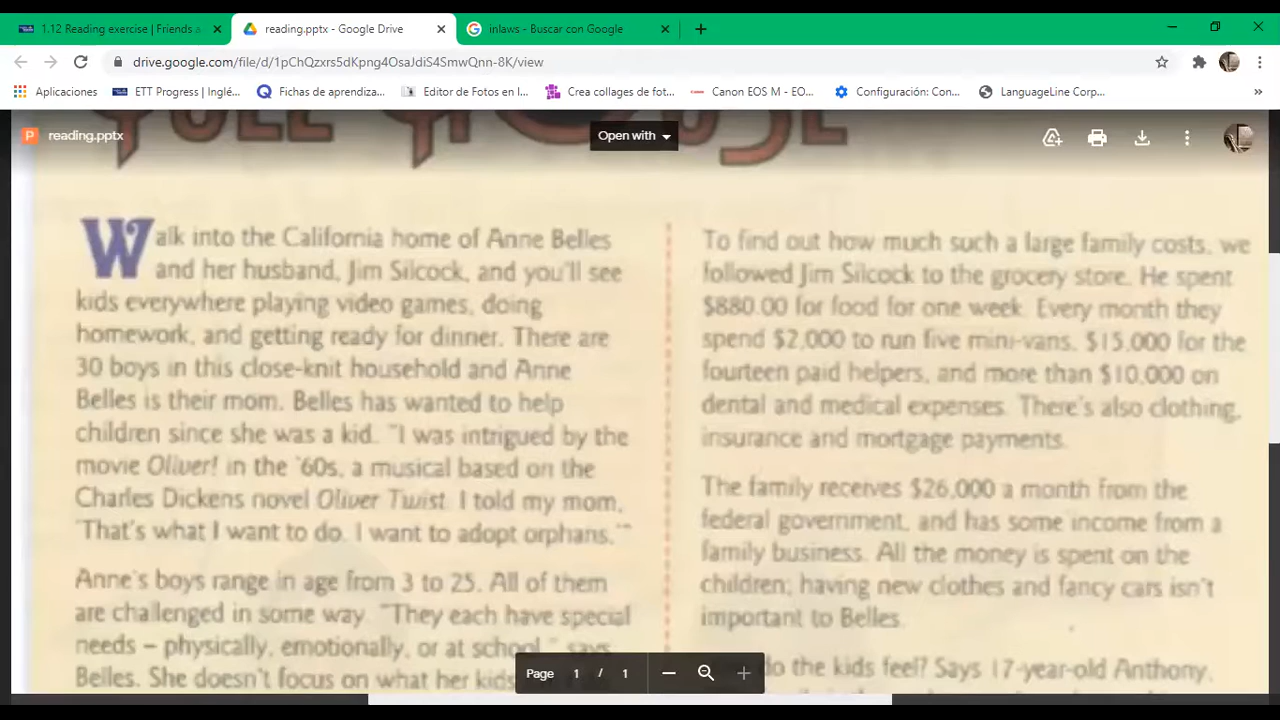 1.12 Reading exercise | Friends a
reading.pptx - Google Drive
inlaws - Buscar con Google
drive.google.com/file/d/1pChQzxrs5dKpng4OsaJdiS4SmwQnn-8K/view
Aplicaciones
ETT Progress | Inglé...
Fichas de aprendiza...
Editor de Fotos en l...
Crea collages de fot...
Canon EOS M - EO...
Configuración: Con...
LanguageLine Corp...
»
FULL HOUSE
P reading.pptx
Open with
Walk into the California home of Anne Belles
and her husband, Jim Silcock, and you'll see
kids everywhere playing video games, doing
homework, and getting ready for dinner. There are
30 boys in this close-knit household and Anne
Belles is their mom. Belles has wanted to help
children since she was a kid. "I was intrigued by the
movie Oliver! in the '60s, a musical based on the
Charles Dickens novel Oliver Twist. I told my mom,
'That's what I want to do. I want to adopt orphans.'"
Anne's boys range in age from 3 to 25. All of them
are challenged in some way. "They each have special
needs – physically, emotionally, or at school," says
Belles. She doesn't focus on what her kids
To find out how much such a large family costs, we
followed Jim Silcock to the grocery store. He spent
$880.00 for food for one week. Every month they
spend $2,000 to run five mini-vans, $15,000 for the
fourteen paid helpers, and more than $10,000 on
dental and medical expenses. There's also clothing,
insurance and mortgage payments.
The family receives $26,000 a month from the
federal government, and has some income from a
family business. All the money is spent on the
children; having new clothes and fancy cars isn't
important to Belles.
do the kids feel? Says 17-year-old Anthony,
Page 1 / 1